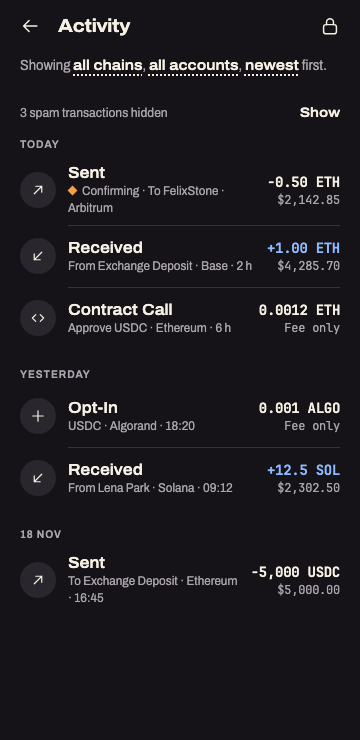 Activity
Showing all chains, all accounts, newest first.
3 spam transactions hidden Show
TODAY
Sent
-0.50 ETH
Confirming · To FelixStone ·
Arbitrum
$2,142.85
Received +1.00 ETH
From Exchange Deposit · Base · 2 h $4,285.70
Contract Call 0.0012 ETH
Approve USDC · Ethereum · 6 h Fee only
YESTERDAY
Opt-In 0.001 ALGO
USDC · Algorand · 18:20 Fee only
Received +12.5 SOL
From Lena Park · Solana · 09:12 $2,302.50
18 NOV
Sent
-5,000 USDC
To Exchange Deposit · Ethereum
· 16:45
$5,000.00